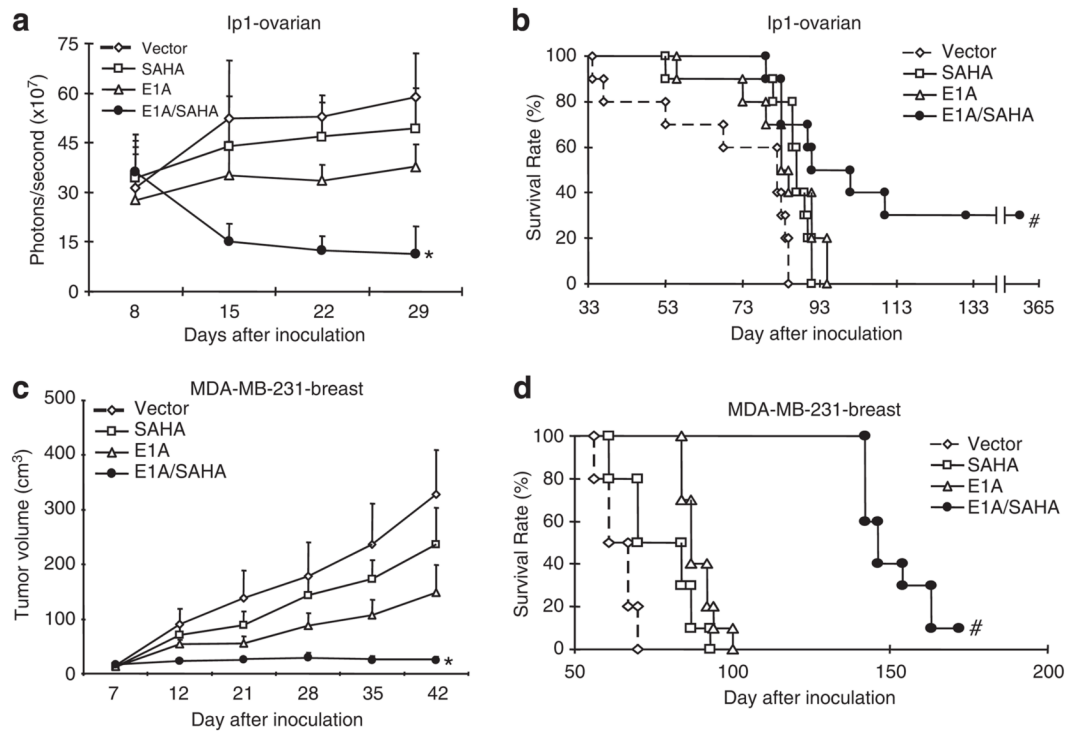 a
Ip1-ovarian
Photons/second (x10⁷)
75
60
45
30
15
0
Vector
SAHA
E1A
E1A/SAHA
*
8 15 22 29
Days after inoculation
b
Ip1-ovarian
Survival Rate (%)
100
80
60
40
20
0
Vector
SAHA
E1A
E1A/SAHA
#
33 53 73 93 113 133 365
Day after inoculation
c
MDA-MB-231-breast
Tumor volume (cm³)
500
400
300
200
100
0
Vector
SAHA
E1A
E1A/SAHA
*
7 12 21 28 35 42
Day after inoculation
d
MDA-MB-231-breast
Survival Rate (%)
100
80
60
40
20
0
Vector
SAHA
E1A
E1A/SAHA
#
50 100 150 200
Day after inoculation